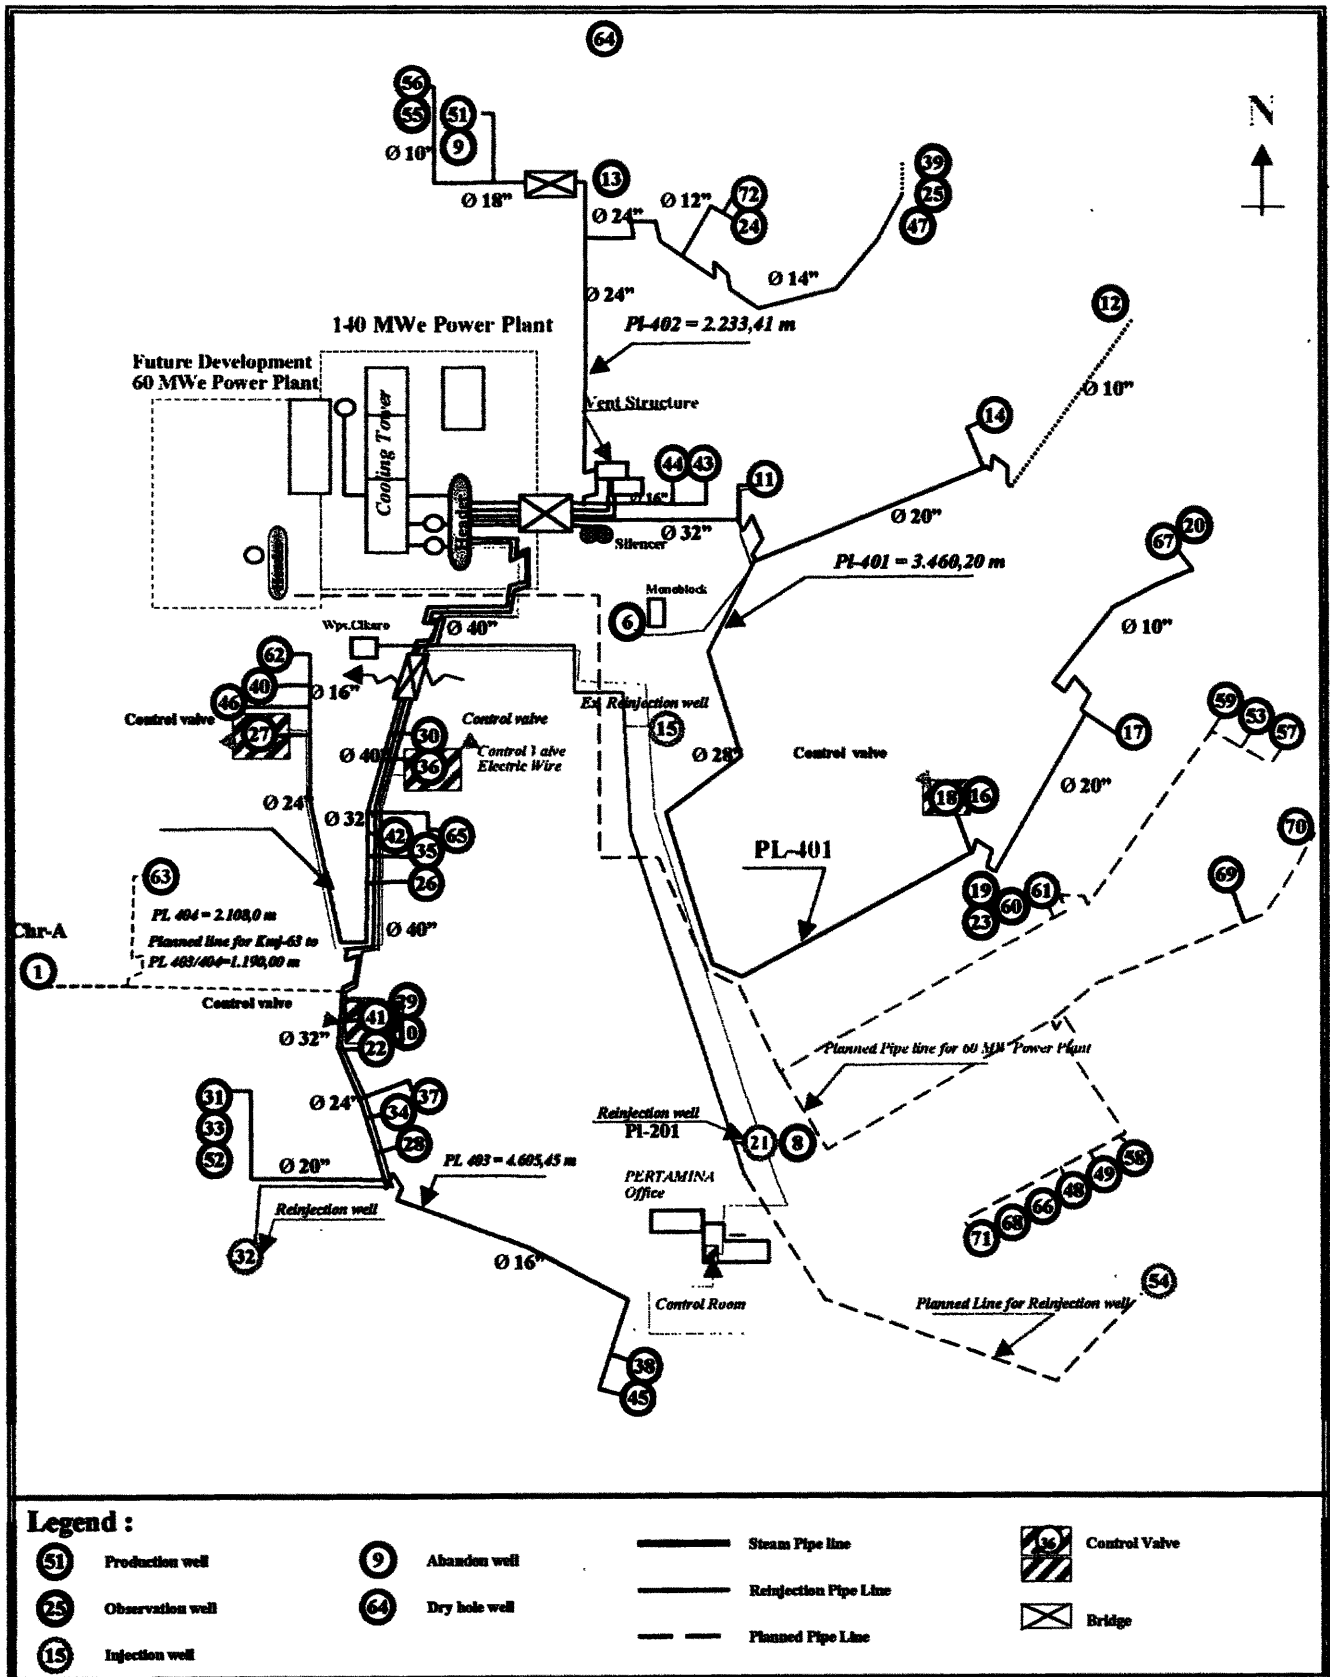 64
56
55
51
9
Ø 10"
Ø 18"
13
Ø 24"
Ø 12"
72
24
39
25
47
Ø 14"
N
Ø 24"
12
Ø 10"
140 MWe Power Plant
Pl-402 = 2.233,41 m
Future Development
60 MWe Power Plant
Cooling Tower
Vent Structure
14
44
43
11
Ø 16"
Header
Ø 32"
Silencer
Ø 20"
67
20
Header
Pl-401 = 3.460,20 m
Monoblock
6
Wps.Cikaro
Ø 40"
Ø 10"
62
40
46
Ø 16"
Control valve
27
Ex. Reinjection well
15
30
Control valve
Ø 40"
36
Control Valve
Electric Wire
Ø 28"
Control valve
59
53
57
17
18
16
Ø 20"
Ø 24"
Ø 32
42
35
65
26
PL-401
70
69
19
23
60
61
63
PL 404 = 2.108,0 m
Planned line for Kmj-63 to
PL 403/404=1.190,00 m
Ø 40"
Chr-A
1
Control valve
29
41
10
22
Ø 32"
Planned Pipe line for 60 MW Power Plant
31
33
52
Ø 24"
37
34
28
Reinjection well
Pl-201
21
8
Ø 20"
PL 403 = 4.605,45 m
PERTAMINA
Office
58
49
48
66
68
71
Reinjection well
32
Ø 16"
54
Control Room
Planned Line for Reinjection well
38
45
Legend :
51 Production well
9 Abandon well
Steam Pipe line
36 Control Valve
25 Observation well
64 Dry hole well
Reinjection Pipe Line
Bridge
15 Injection well
Planned Pipe Line